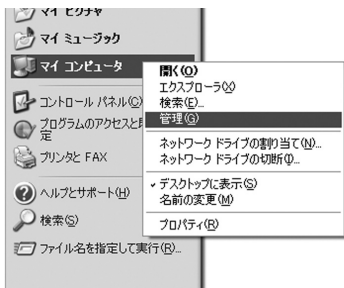 マイ ピクチャ
マイ ミュージック
マイ コンピュータ
コントロール パネル(C)
プログラムのアクセスと
定
プリンタと FAX
ヘルプとサポート(H)
検索(S)
ファイル名を指定して実行(R)...
開く(O)
エクスプローラ(X)
検索(E)...
管理(G)
ネットワーク ドライブの割り当て(N)...
ネットワーク ドライブの切断(I)...
デスクトップに表示(S)
名前の変更(M)
プロパティ(R)